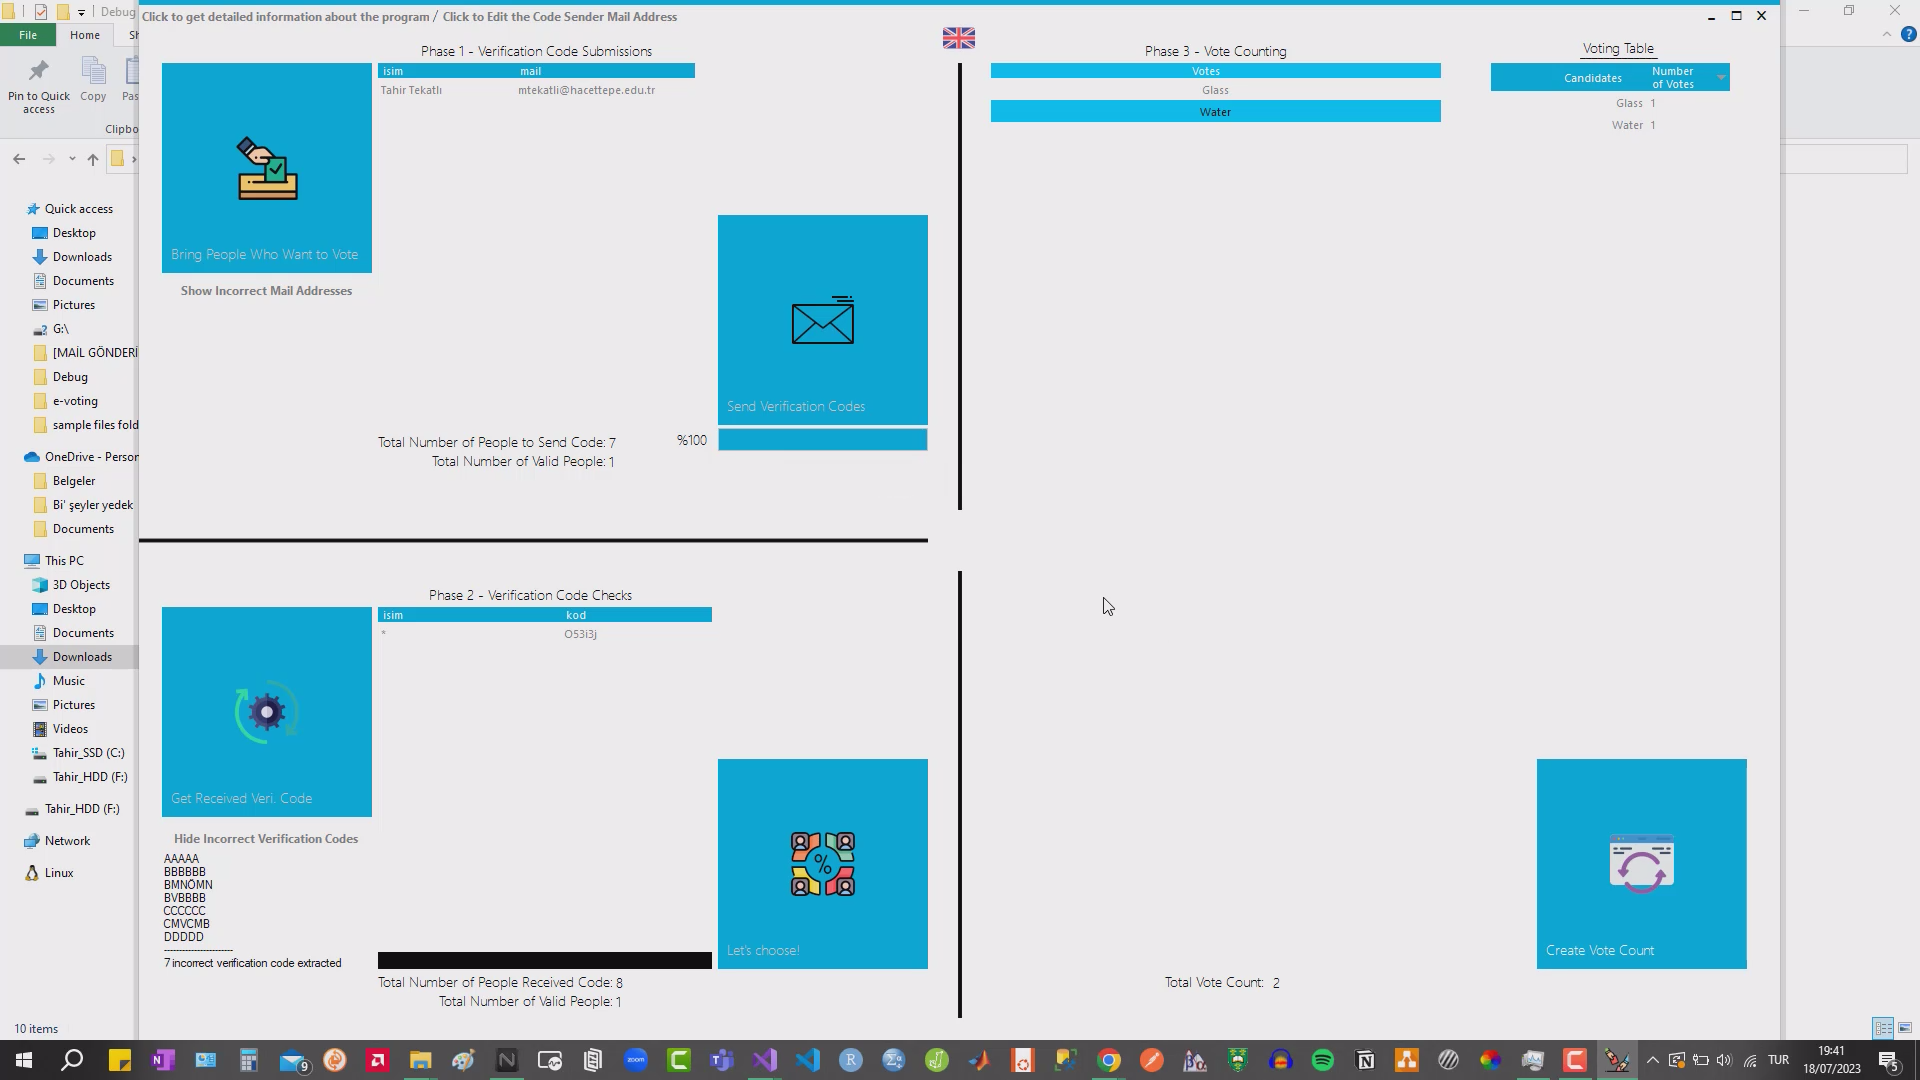 Debug
Click to get detailed information about the program / Click to Edit the Code Sender Mail Address
File
Home
Sh
Pin to Quick access
Copy
Pas
Clipbo
Quick access
Desktop
Downloads
Documents
Pictures
G:\
[MAİL GÖNDERİ
Debug
e-voting
sample files fold
OneDrive - Person
Belgeler
Bi' şeyler yedek
Documents
This PC
3D Objects
Desktop
Documents
Downloads
Music
Pictures
Videos
Tahir_SSD (C:)
Tahir_HDD (F:)
Tahir_HDD (F:)
Network
Linux
10 items
Phase 1 - Verification Code Submissions
isim mail
Tahir Tekatlı mtekatli@hacettepe.edu.tr
Bring People Who Want to Vote
Show Incorrect Mail Addresses
Send Verification Codes
Total Number of People to Send Code: 7
%100
Total Number of Valid People: 1
Phase 2 - Verification Code Checks
isim kod
* O53i3j
Get Received Veri. Code
Hide Incorrect Verification Codes
AAAAA
BBBBBB
BMNÖMN
BVBBBB
CCCCCC
CMVCMB
DDDDD
-----------------------
7 incorrect verification code extracted
Let's choose!
Total Number of People Received Code: 8
Total Number of Valid People: 1
Phase 3 - Vote Counting
Votes
Glass
Water
Voting Table
Candidates Number of Votes
Glass 1
Water 1
Create Vote Count
Total Vote Count: 2
9
TUR
19:41
18/07/2023
5